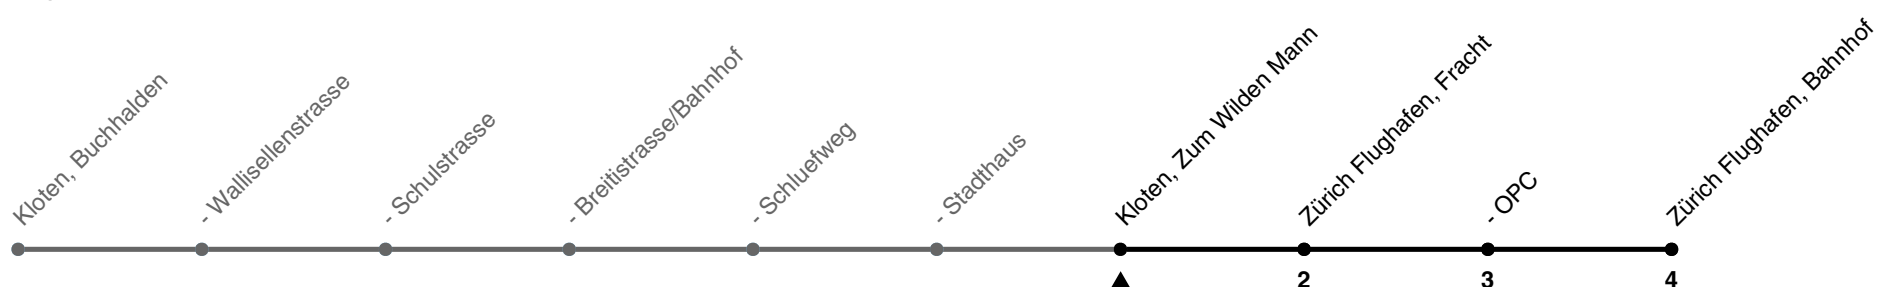 Kloten, Buchhalden
- Wallisellenstrasse
- Schulstrasse
- Breitistrasse/Bahnhof
- Schluefweg
- Stadthaus
Kloten, Zum Wilden Mann
Zürich Flughafen, Fracht
- OPC
Zürich Flughafen, Bahnhof
2
3
4